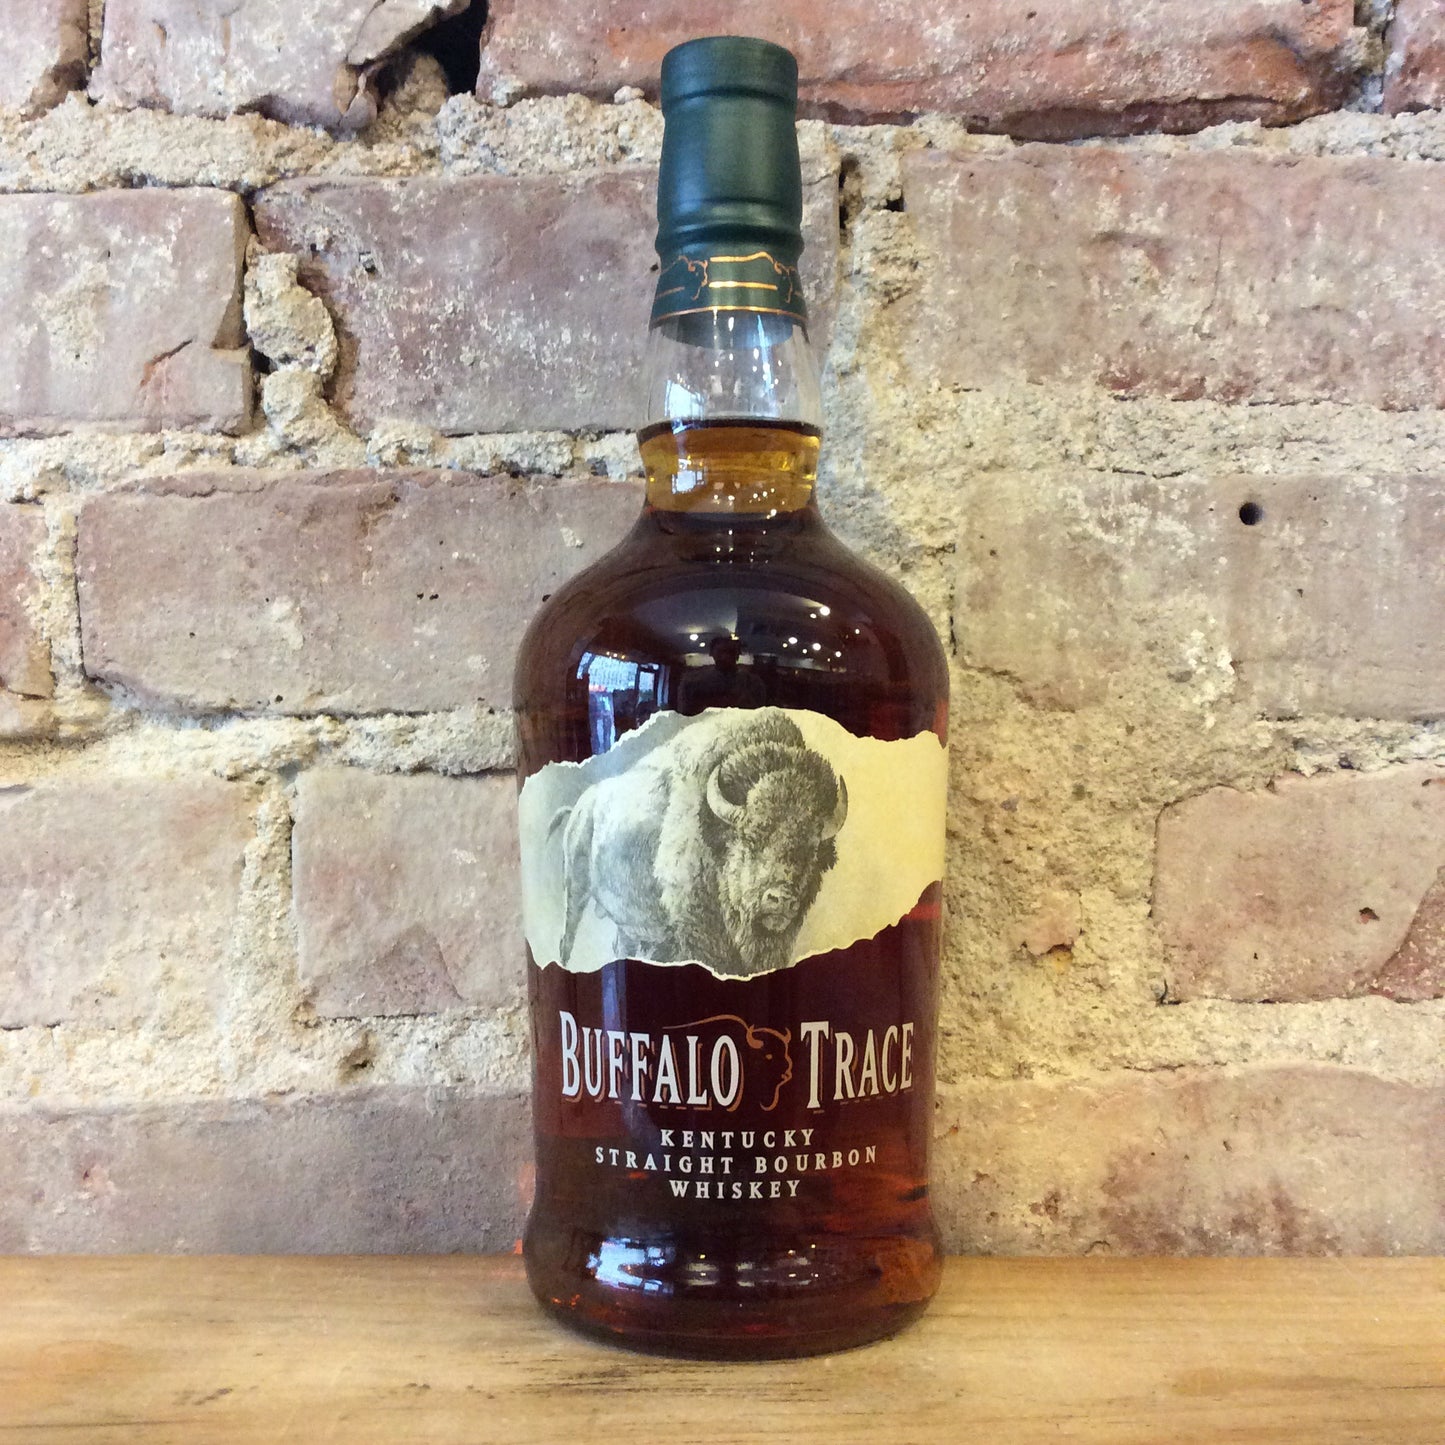 BUFFALO TRACE
KENTUCKY
STRAIGHT BOURBON
WHISKEY